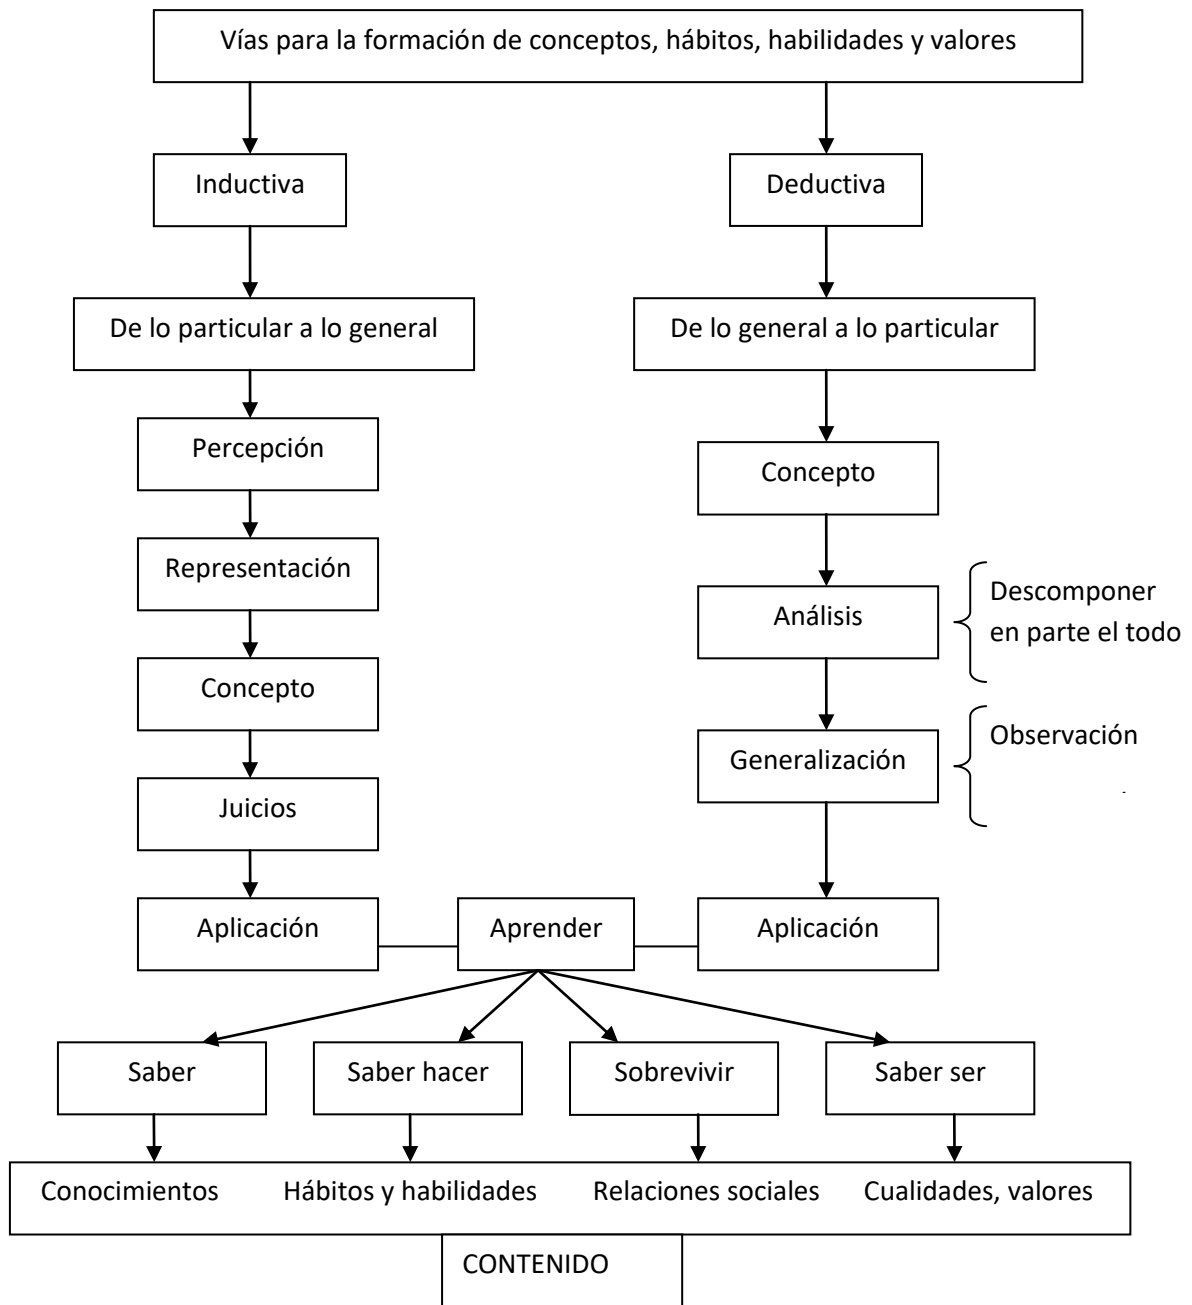 Vías para la formación de conceptos, hábitos, habilidades y valores
Inductiva
Deductiva
De lo particular a lo general
De lo general a lo particular
Percepción
Concepto
Representación
Análisis
Descomponer
en parte el todo
Concepto
Generalización
Observación
Juicios
Aplicación
Aprender
Aplicación
Saber
Saber hacer
Sobrevivir
Saber ser
Conocimientos
Hábitos y habilidades
Relaciones sociales
Cualidades, valores
CONTENIDO